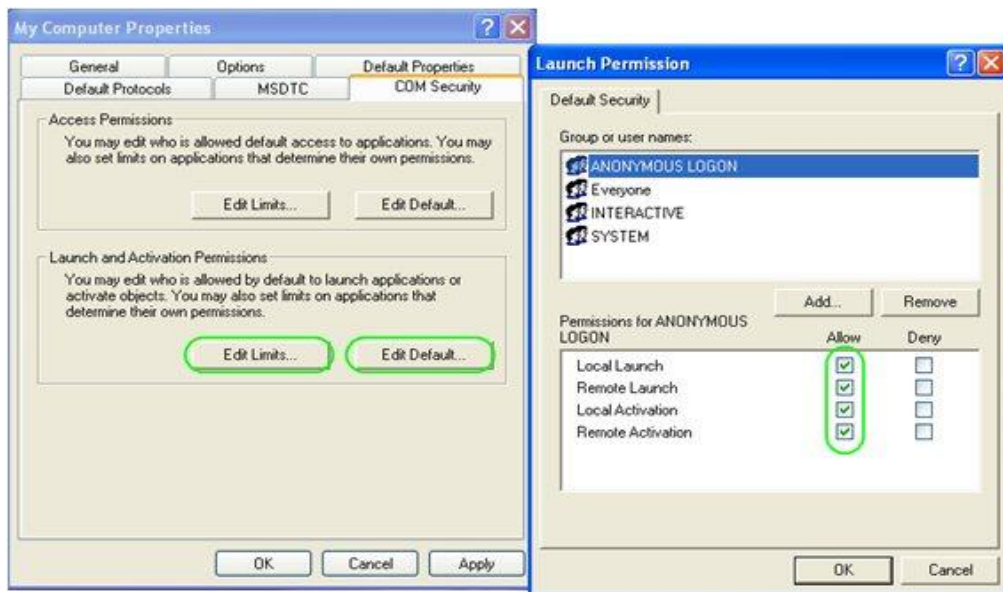 My Computer Properties
General Options Default Properties
Default Protocols MSDTC COM Security
Access Permissions
You may edit who is allowed default access to applications. You may
also set limits on applications that determine their own permissions.
Edit Limits... Edit Default...
Launch and Activation Permissions
You may edit who is allowed by default to launch applications or
activate objects. You may also set limits on applications that
determine their own permissions.
Edit Limits... Edit Default...
OK Cancel Apply
Launch Permission
Default Security
Group or user names:
ANONYMOUS LOGON
Everyone
INTERACTIVE
SYSTEM
Add... Remove
Permissions for ANONYMOUS
LOGON Allow Deny
Local Launch
Remote Launch
Local Activation
Remote Activation
OK Cancel